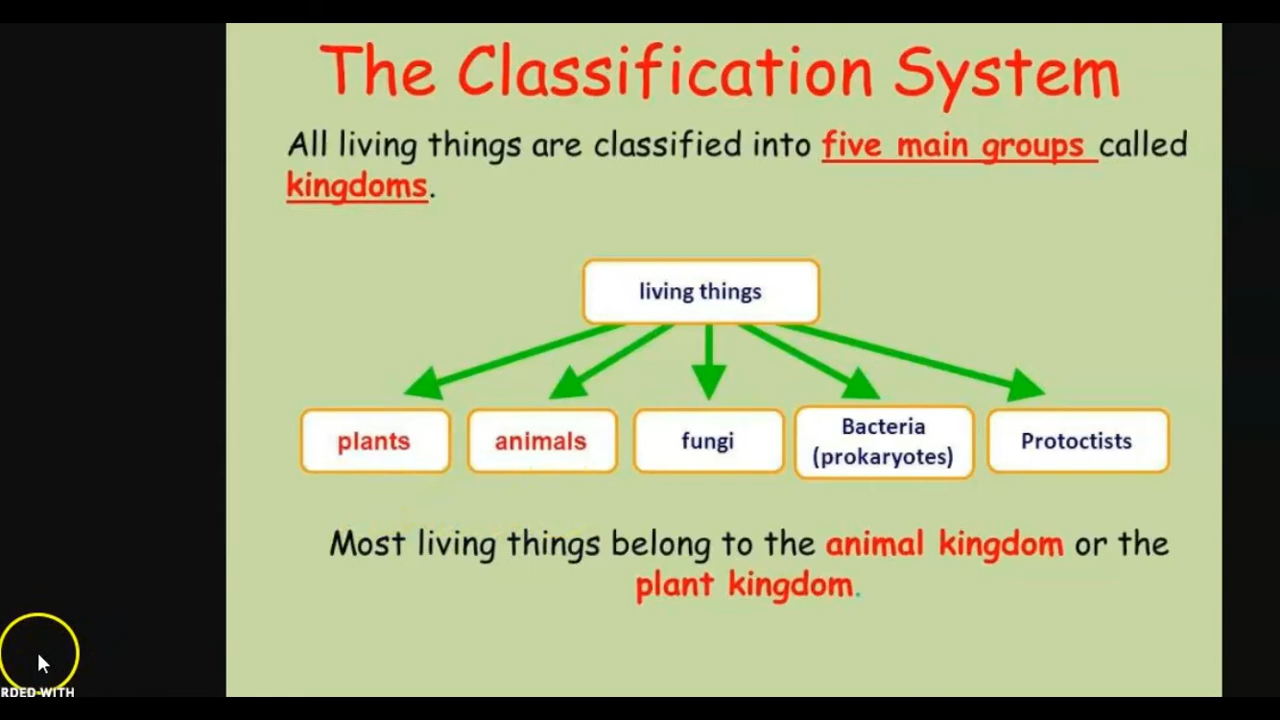 The Classification System
All living things are classified into five main groups called
kingdoms.
living things
plants
animals
fungi
Bacteria
(prokaryotes)
Protoctists
Most living things belong to the animal kingdom or the
plant kingdom.
WITH